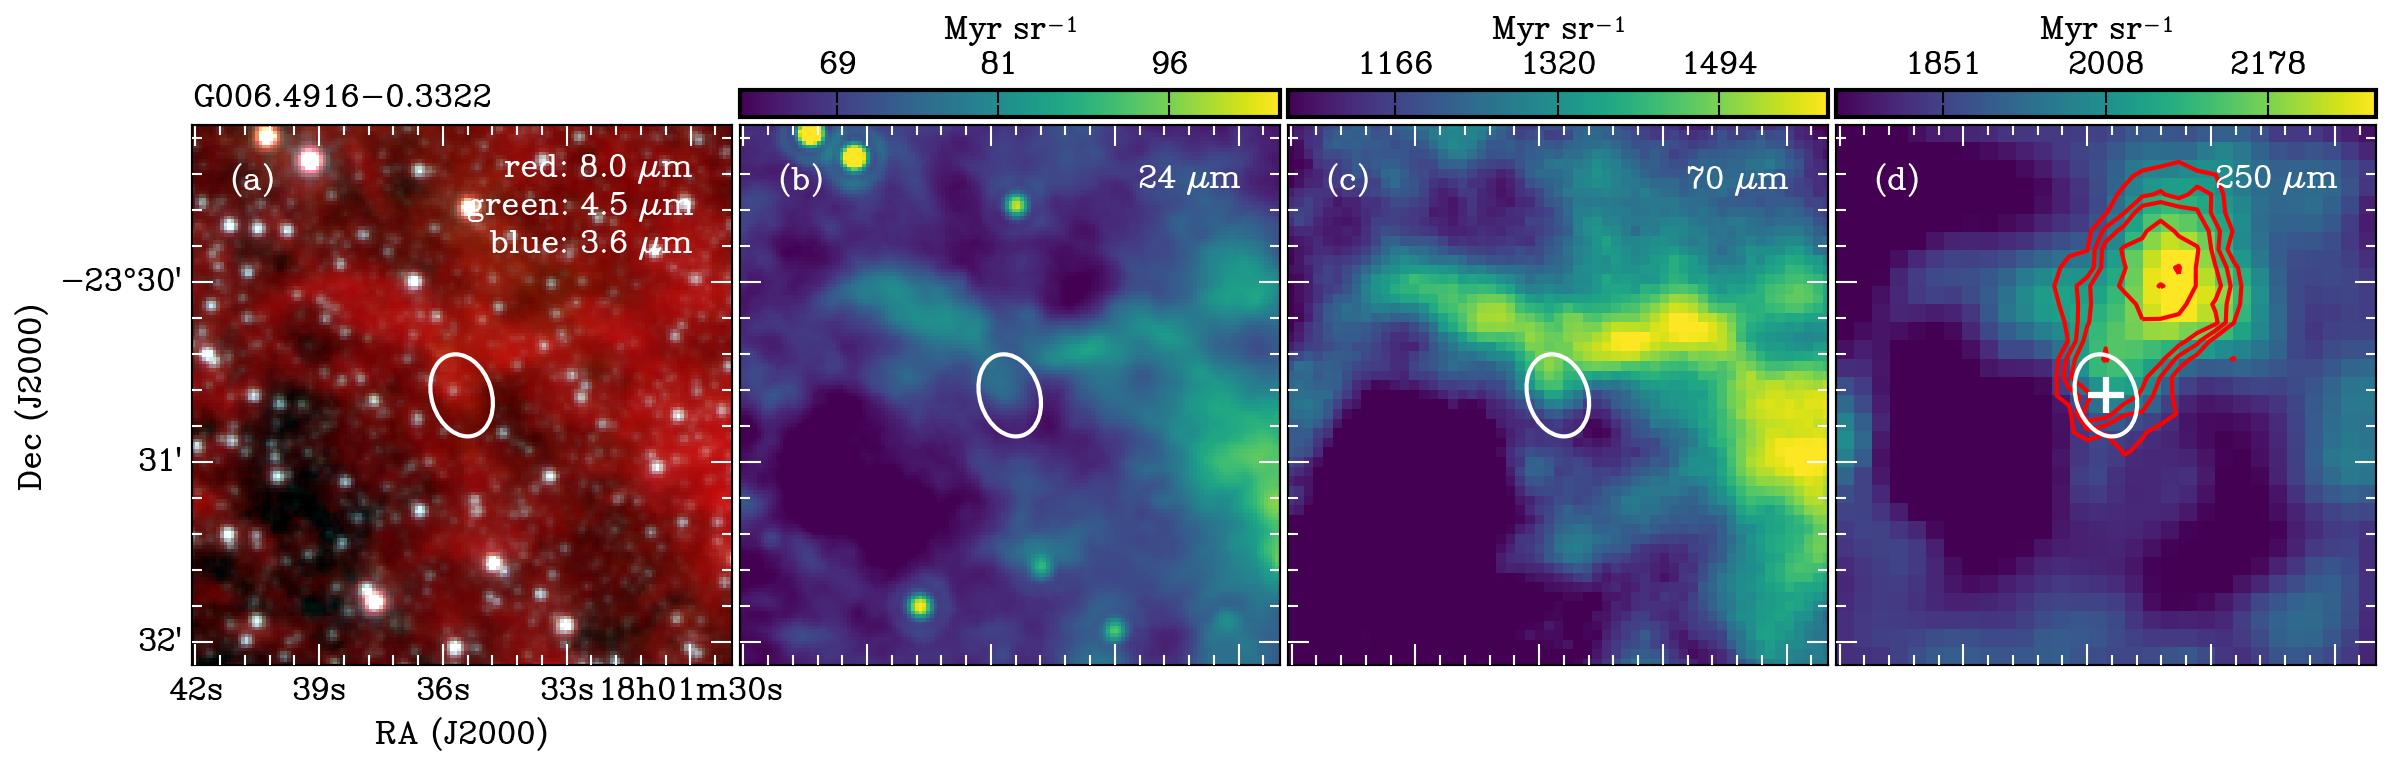 Myr sr−1
Myr sr−1
Myr sr−1
69 81 96
1166 1320 1494
1851 2008 2178
G006.4916−0.3322
(a)
red: 8.0 μm
green: 4.5 μm
blue: 3.6 μm
(b)
24 μm
(c)
70 μm
(d)
250 μm
−23°30'
31'
32'
Dec (J2000)
42s 39s 36s 33s 18h01m30s
RA (J2000)